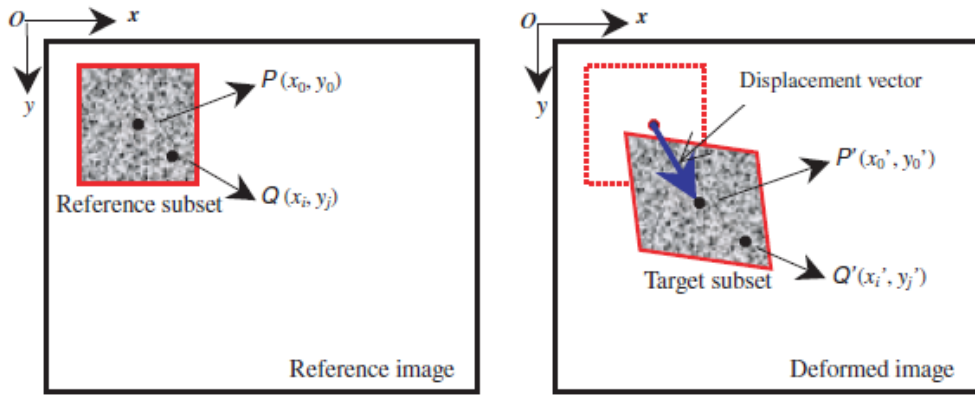 O x
y
P (x₀, y₀)
Q (xᵢ, yⱼ)
Reference subset
Reference image
O x
y
Displacement
vector
P’(x₀’, y₀’)
Q’(xᵢ’, yⱼ’)
Target subset
Deformed image